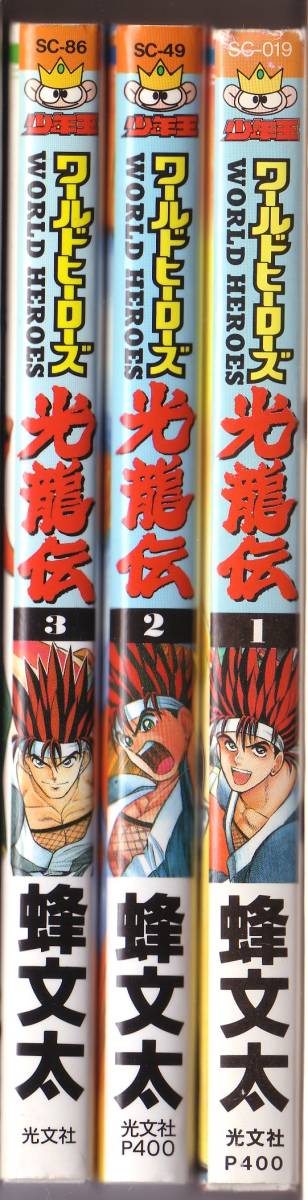 SC-86
少年王
ワールドヒーローズ
WORLD HEROES
光龍伝
3
蜂文太
光文社
SC-49
少年王
ワールドヒーローズ
WORLD HEROES
光龍伝
2
蜂文太
光文社
P400
SC-019
少年王
ワールドヒーローズ
WORLD HEROES
光龍伝
1
蜂文太
光文社
P400